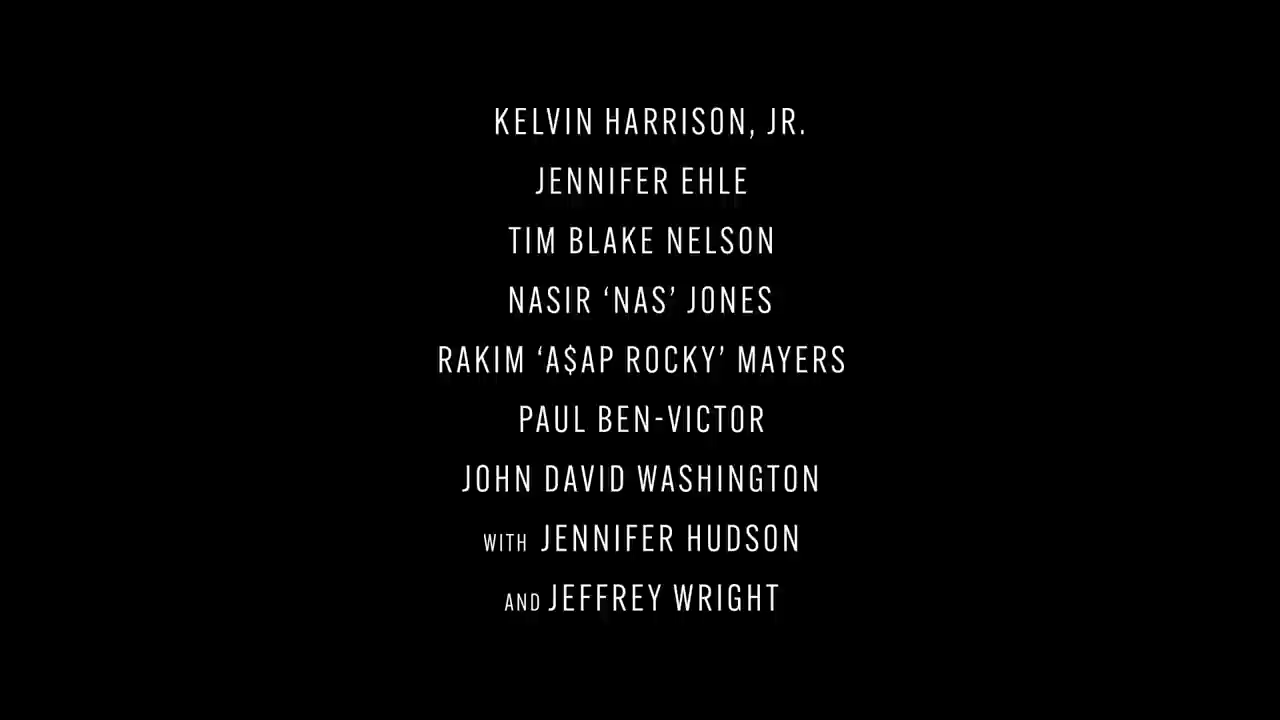 KELVIN HARRISON, JR.
JENNIFER EHLE
TIM BLAKE NELSON
NASIR ‘NAS’ JONES
RAKIM ‘A$AP ROCKY’ MAYERS
PAUL BEN-VICTOR
JOHN DAVID WASHINGTON
WITH JENNIFER HUDSON
AND JEFFREY WRIGHT